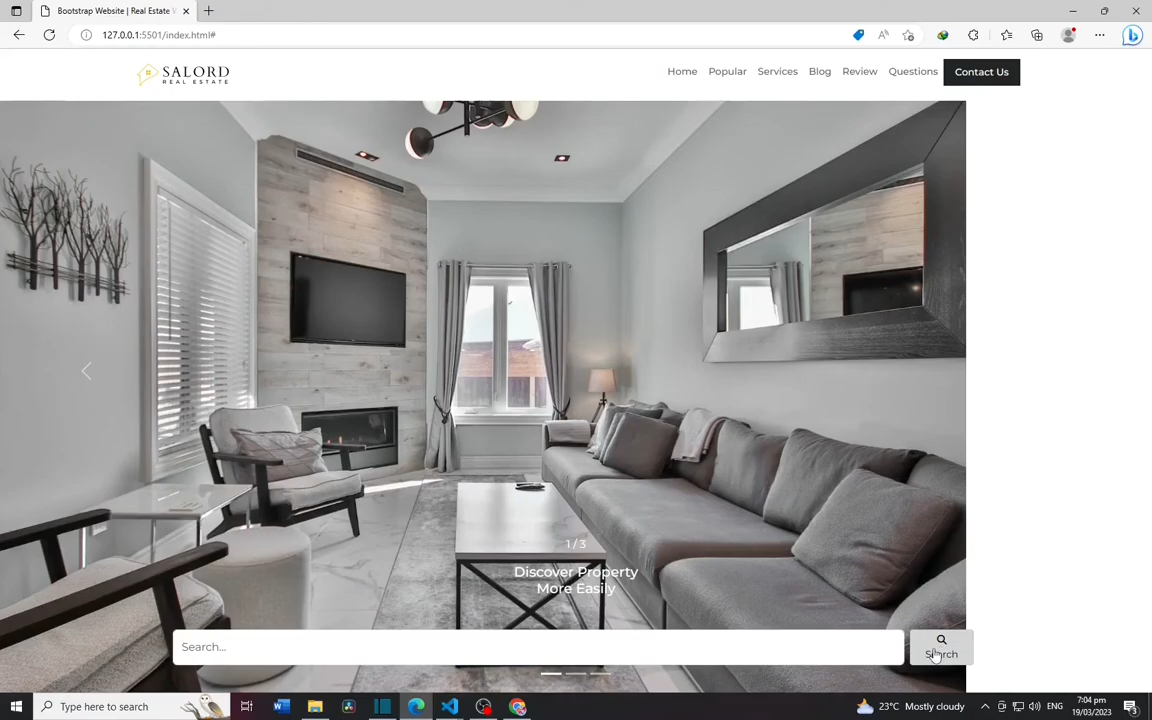 Bootstrap Website | Real Estate W
127.0.0.1:5501/index.html#
SALORD
REAL ESTATE
Home
Popular
Services
Blog
Review
Questions
Contact Us
1 / 3
Discover Property
More Easily
Search...
Search
Type here to search
23°C Mostly cloudy
ENG
7:04 pm
19/03/2023
3